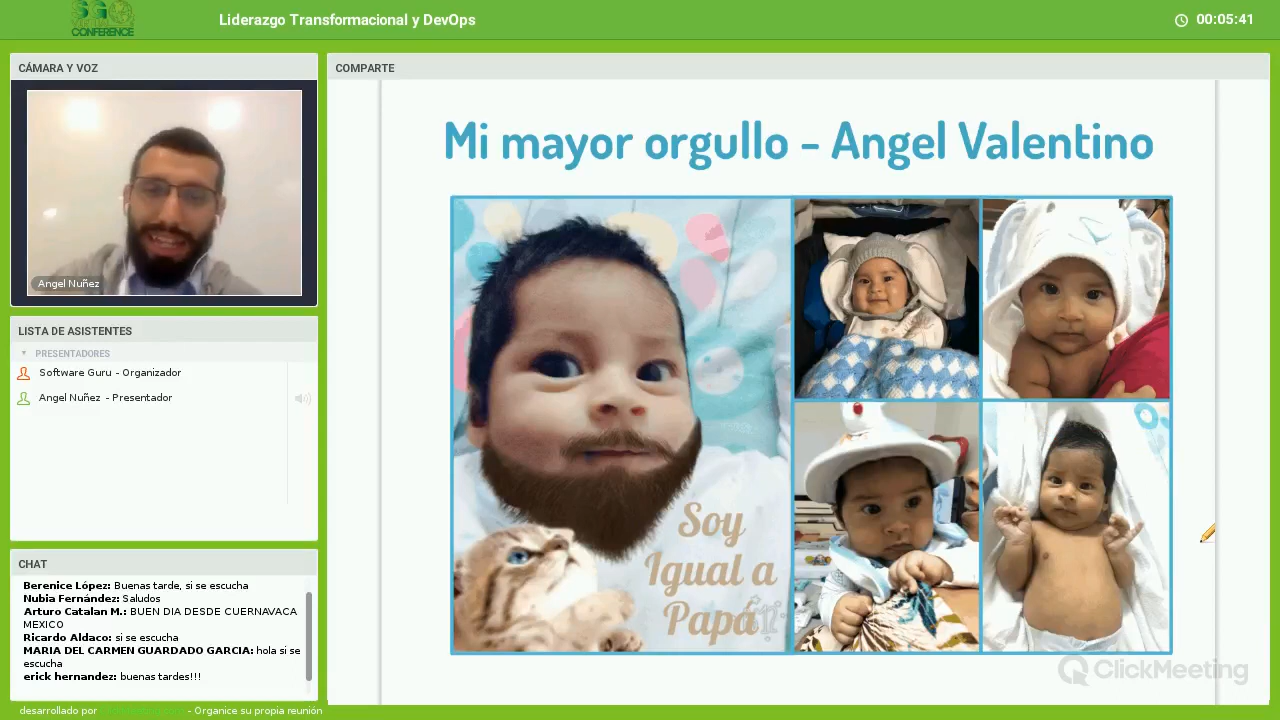 SG
VIRTUAL
CONFERENCE
Liderazgo Transformacional y DevOps
00:05:41
CÁMARA Y VOZ
Angel Nuñez
LISTA DE ASISTENTES
PRESENTADORES
Software Guru - Organizador
Angel Nuñez - Presentador
CHAT
Berenice López: Buenas tarde, si se escucha
Nubia Fernández: Saludos
Arturo Catalan M.: BUEN DIA DESDE CUERNAVACA
MEXICO
Ricardo Aldaco: si se escucha
MARIA DEL CARMEN GUARDADO GARCIA: hola si se
escucha
erick hernandez: buenas tardes!!!
desarrollado por
- Organice su propia reunión
COMPARTE
Mi mayor orgullo - Angel Valentino
Soy
Igual a
Papá
ClickMeeting